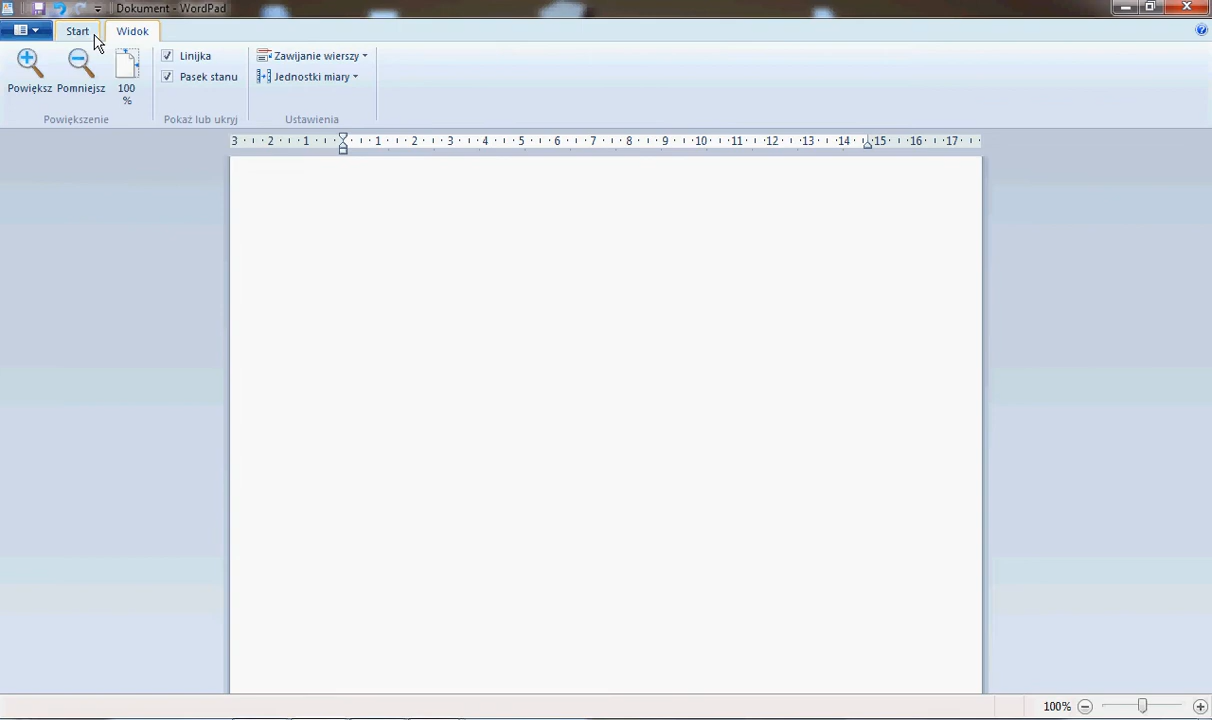 Dokument - WordPad
Start Widok
Powiększ Pomniejsz 100 %
Linijka
Pasek stanu
Zawijanie wierszy
Jednostki miary
Powiększenie Pokaż lub ukryj Ustawienia
3 2 1 1 2 3 4 5 6 7 8 9 10 11 12 13 14 15 16 17
100%